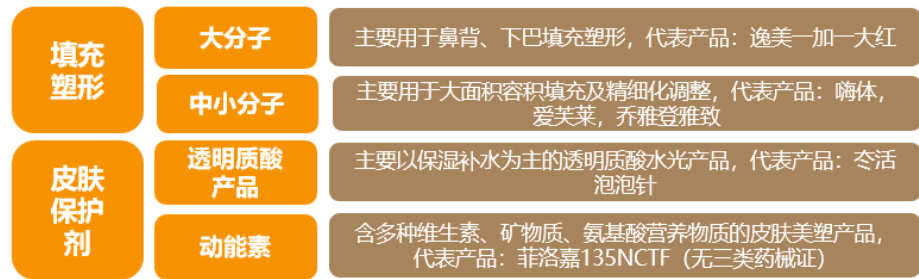 填充
塑形
大分子
主要用于鼻背、下巴填充塑形，代表产品：逸美一加一大红
中小分子
主要用于大面积容积填充及精细化调整，代表产品：嗨体，
爱芙莱，乔雅登雅致
皮肤
保护
剂
透明质酸
产品
主要以保湿补水为主的透明质酸水光产品，代表产品：冭活
泡泡针
动能素
含多种维生素、矿物质、氨基酸营养物质的皮肤美塑产品，
代表产品：菲洛嘉135NCTF（无三类药械证）